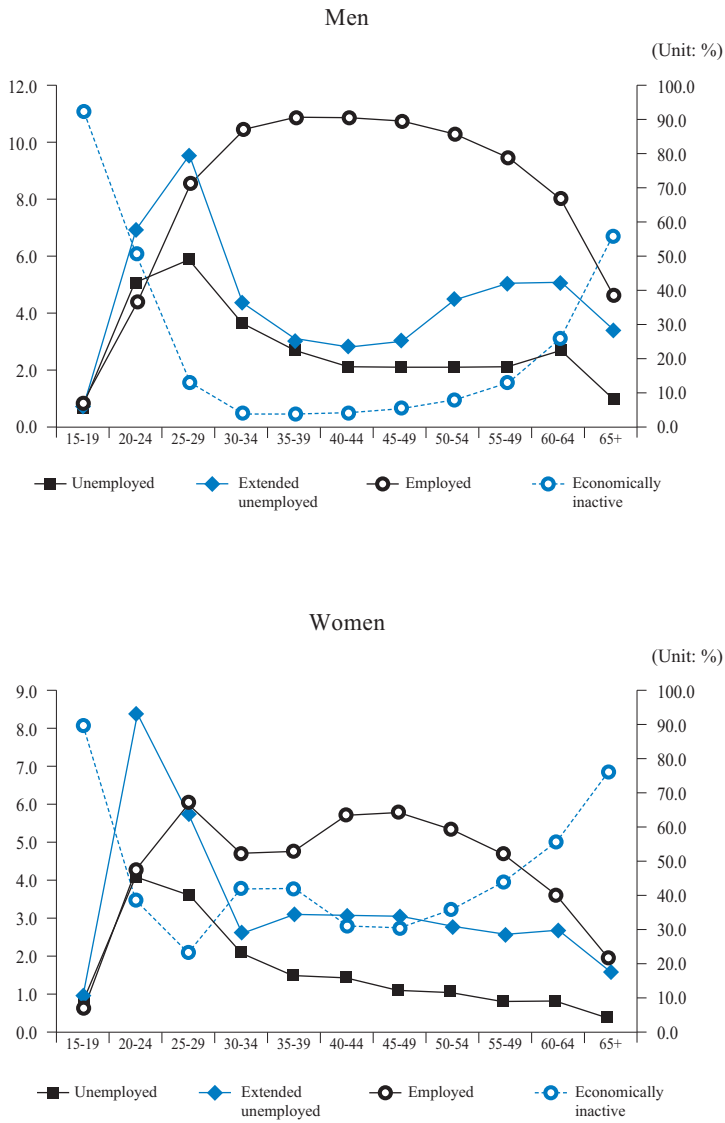 Men
(Unit: %)
12.0 100.0
90.0
10.0 80.0
8.0 70.0
60.0
6.0 50.0
4.0 40.0
30.0
2.0 20.0
10.0
0.0 0.0
15-19 20-24 25-29 30-34 35-39 40-44 45-49 50-54 55-49 60-64 65+
Unemployed Extended Employed Economically
unemployed inactive
Women
(Unit: %)
9.0 100.0
8.0 90.0
7.0 80.0
6.0 70.0
5.0 60.0
4.0 50.0
3.0 40.0
2.0 30.0
1.0 20.0
10.0
0.0 0.0
15-19 20-24 25-29 30-34 35-39 40-44 45-49 50-54 55-49 60-64 65+
Unemployed Extended Employed Economically
unemployed inactive